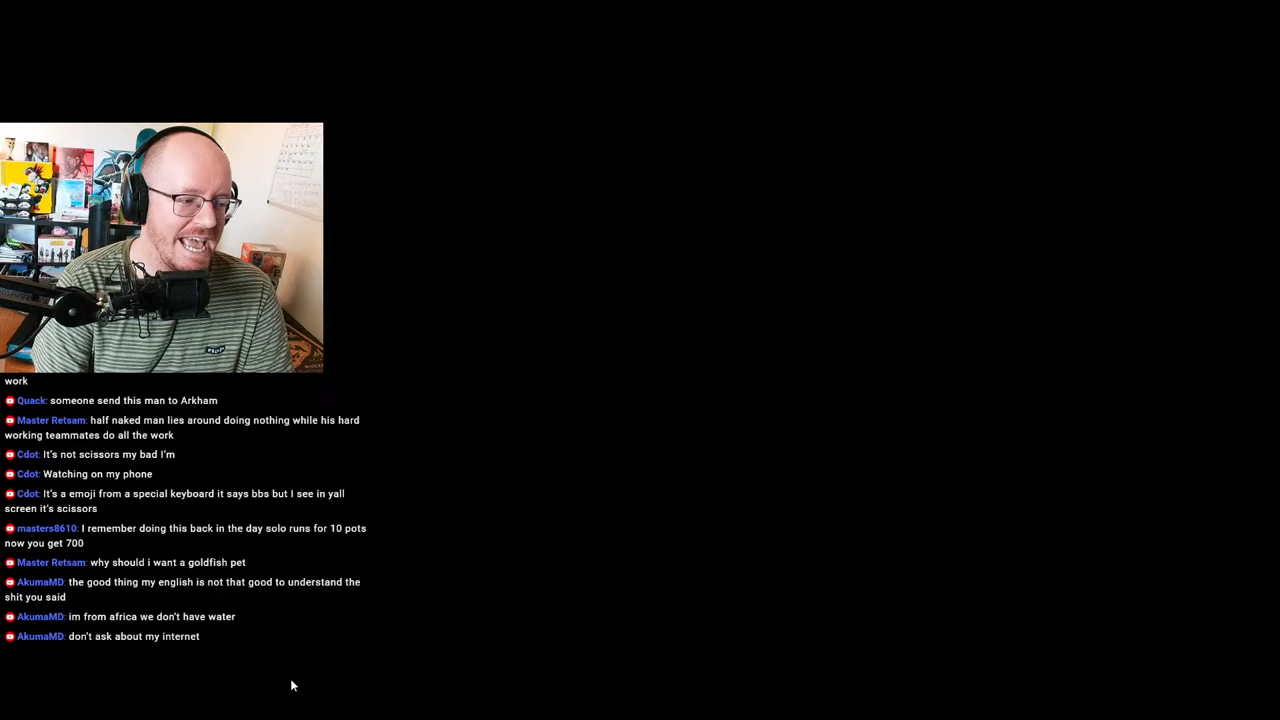 work
Quack: someone send this man to Arkham
Master Retsam: half naked man lies around doing nothing while his hard
working teammates do all the work
Cdot: It's not scissors my bad I'm
Cdot: Watching on my phone
Cdot: It's a emoji from a special keyboard it says bbs but I see in yall
screen it's scissors
masters8610: I remember doing this back in the day solo runs for 10 pots
now you get 700
Master Retsam: why should i want a goldfish pet
AkumaMD: the good thing my english is not that good to understand the
shit you said
AkumaMD: im from africa we don't have water
AkumaMD: don't ask about my internet